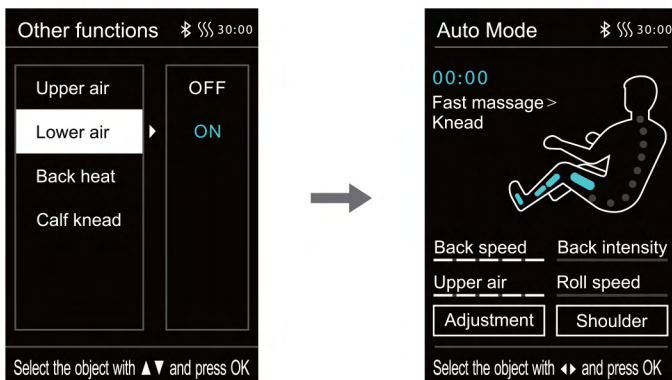 Other functions 30:00
Upper air OFF
Lower air ON
Back heat
Calf knead
Select the object with ▲▼ and press OK
Auto Mode 30:00
00:00
Fast massage >
Knead
Back speed Back intensity
Upper air Roll speed
Adjustment Shoulder
Select the object with ◂▸ and press OK